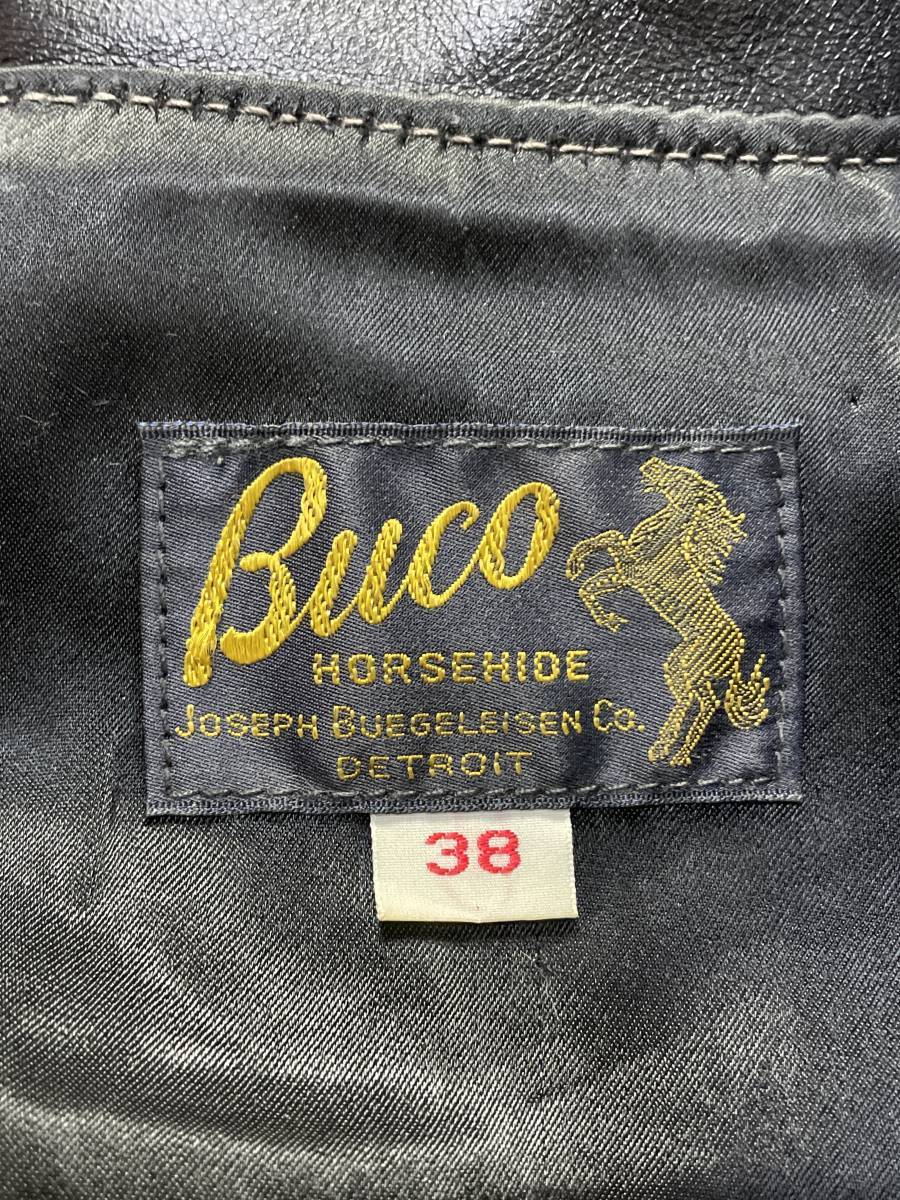 Buco
HORSEHIDE
JOSEPH BUEGELEISEN CO.
DETROIT
38